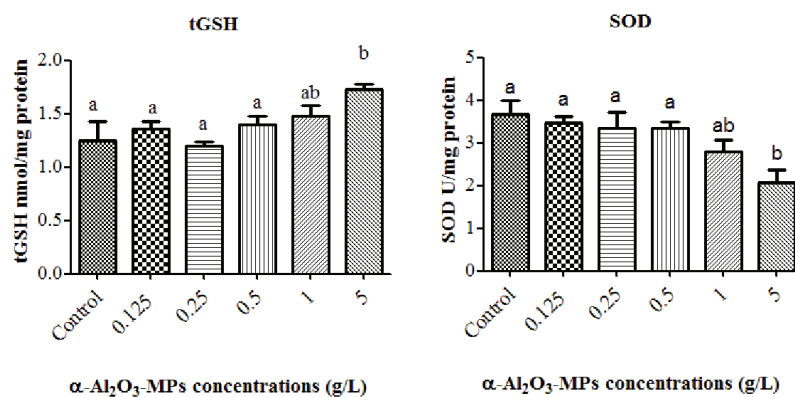 tGSH
tGSH nmol/mg protein
2.0
1.5
1.0
0.5
0.0
a
a
a
a
ab
b
Control
0.125
0.25
0.5
1
5
α-Al₂O₃-MPs concentrations (g/L)
SOD
SOD U/mg protein
5
4
3
2
1
0
a
a
a
a
ab
b
Control
0.125
0.25
0.5
1
5
α-Al₂O₃-MPs concentrations (g/L)